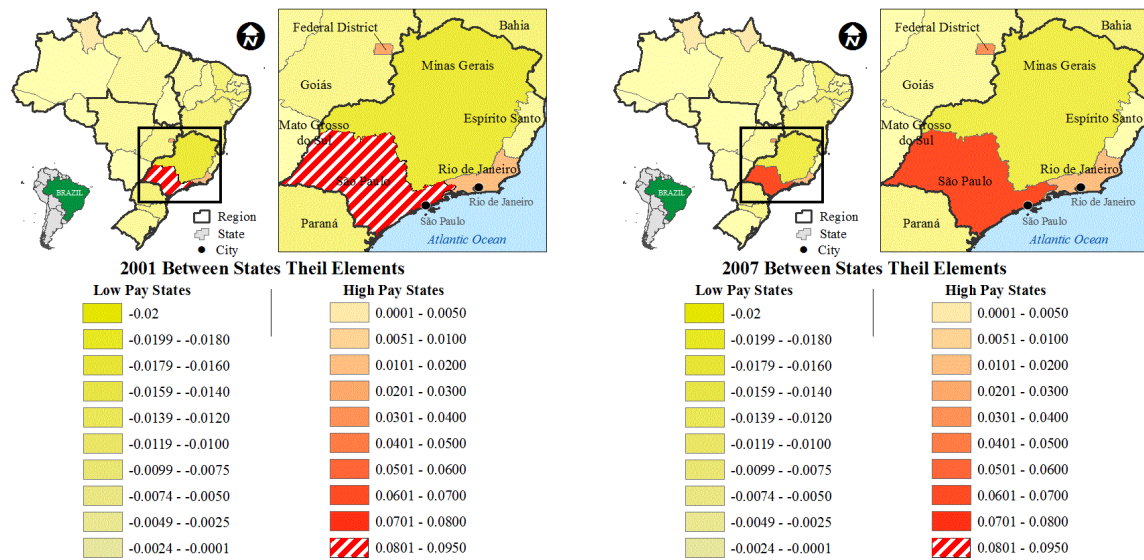 Federal District
Bahia
Minas Gerais
Goiás
Espírito Santo
Mato Grosso
do Sul
Rio de Janeiro
São Paulo
Rio de Janeiro
São Paulo
Paraná
Atlantic Ocean
BRAZIL
Region
State
City
N
2001 Between States Theil Elements
Low Pay States
-0.02
-0.0199 - -0.0180
-0.0179 - -0.0160
-0.0159 - -0.0140
-0.0139 - -0.0120
-0.0119 - -0.0100
-0.0099 - -0.0075
-0.0074 - -0.0050
-0.0049 - -0.0025
-0.0024 - -0.0001
High Pay States
0.0001 - 0.0050
0.0051 - 0.0100
0.0101 - 0.0200
0.0201 - 0.0300
0.0301 - 0.0400
0.0401 - 0.0500
0.0501 - 0.0600
0.0601 - 0.0700
0.0701 - 0.0800
0.0801 - 0.0950
Federal District
Bahia
Minas Gerais
Goiás
Espírito Santo
Mato Grosso
do Sul
Rio de Janeiro
São Paulo
Rio de Janeiro
São Paulo
Paraná
Atlantic Ocean
BRAZIL
Region
State
City
N
2007 Between States Theil Elements
Low Pay States
-0.02
-0.0199 - -0.0180
-0.0179 - -0.0160
-0.0159 - -0.0140
-0.0139 - -0.0120
-0.0119 - -0.0100
-0.0099 - -0.0075
-0.0074 - -0.0050
-0.0049 - -0.0025
-0.0024 - -0.0001
High Pay States
0.0001 - 0.0050
0.0051 - 0.0100
0.0101 - 0.0200
0.0201 - 0.0300
0.0301 - 0.0400
0.0401 - 0.0500
0.0501 - 0.0600
0.0601 - 0.0700
0.0701 - 0.0800
0.0801 - 0.0950